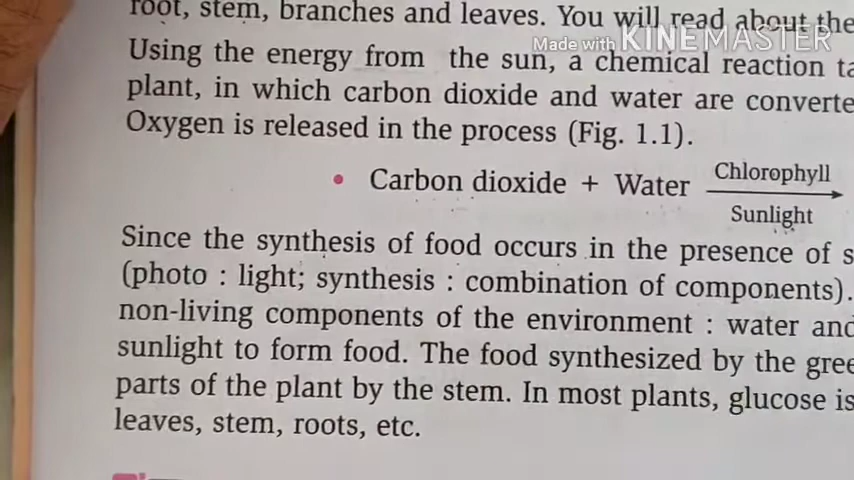 root, stem, branches and leaves. You will read about the
Made with KINEMASTER
Using the energy from the sun, a chemical reaction
plant, in which carbon dioxide and water are
Oxygen is released in the process (Fig. 1.1).
• Carbon dioxide + Water Chlorophyll
Sunlight
Since the synthesis of food occurs in the presence of
(photo : light; synthesis : combination of components).
non-living components of the environment : water and
sunlight to form food. The food synthesized by the
parts of the plant by the stem. In most plants, glucose is
leaves, stem, roots, etc.